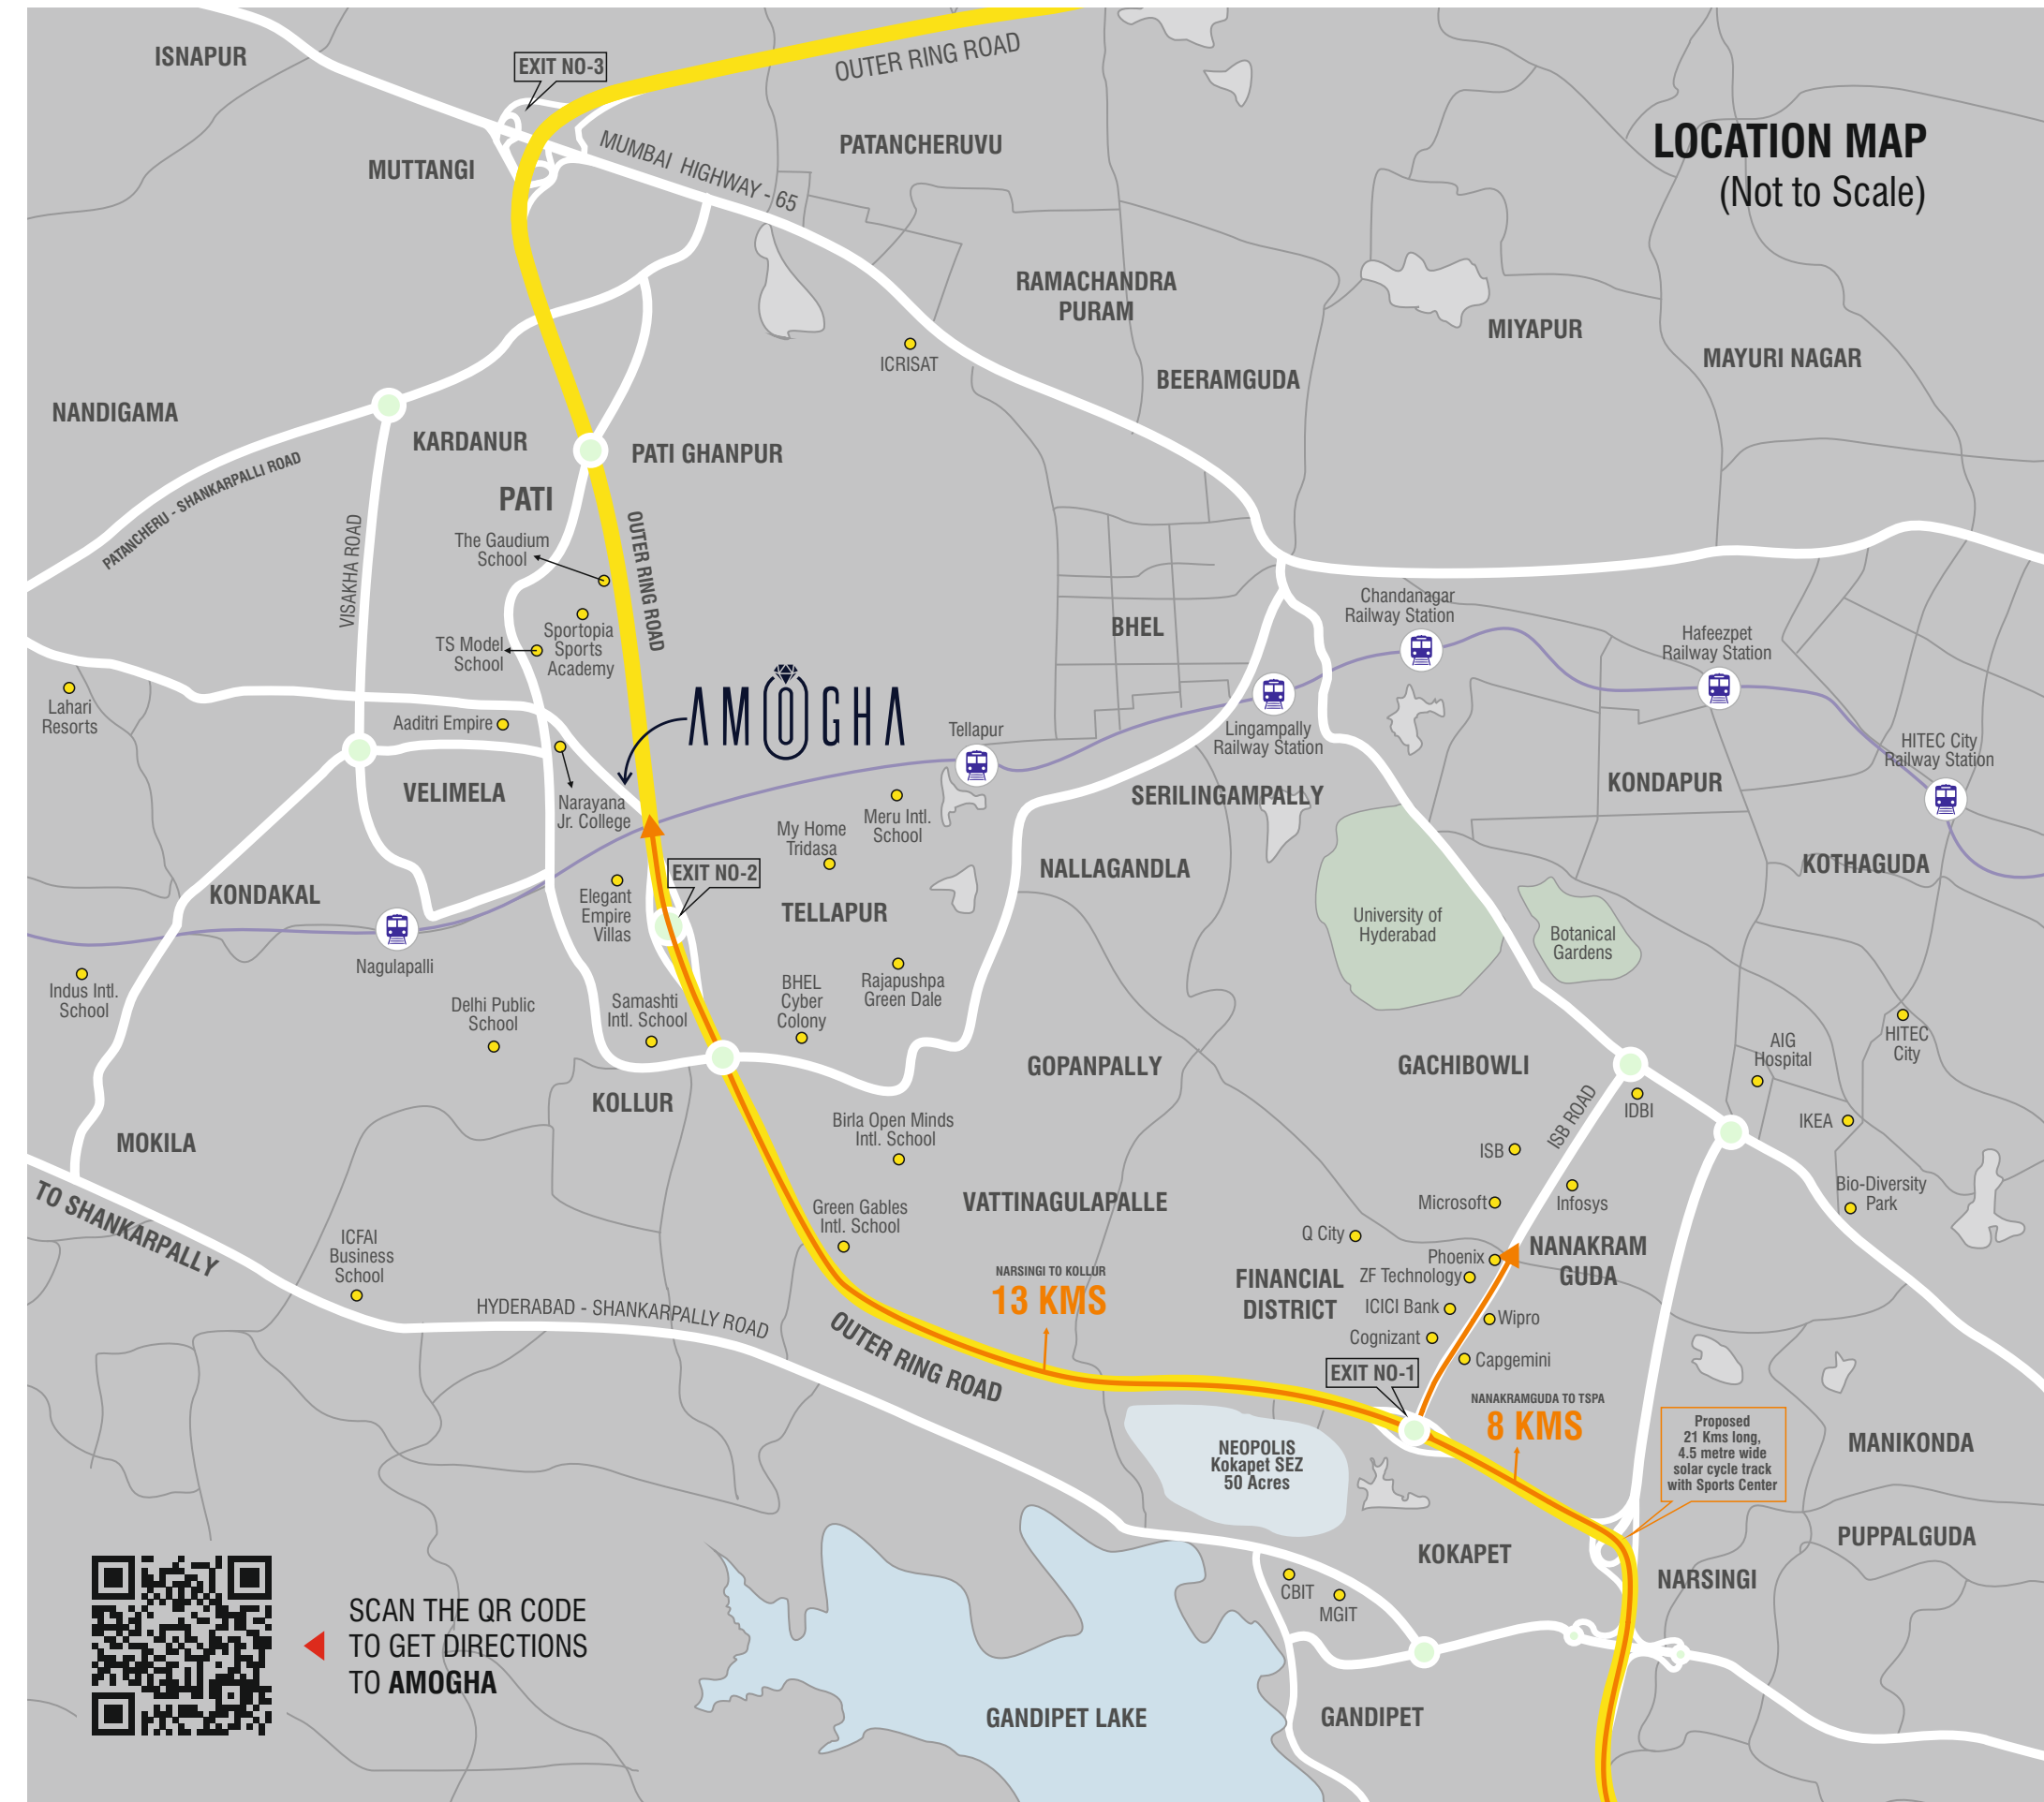 ISNAPUR
EXIT NO-3
OUTER RING ROAD
MUTTANGI
MUMBAI HIGHWAY - 65
PATANCHERUVU
LOCATION MAP
(Not to Scale)
RAMACHANDRA
PURAM
MIYAPUR
MAYURI NAGAR
ICRISAT
BEERAMGUDA
NANDIGAMA
KARDANUR
PATI GHANPUR
PATANCHERU - SHANKARPALLI ROAD
PATI
VISAKHA ROAD
OUTER RING ROAD
The Gaudium
School
Sportopia
Sports
Academy
TS Model
School
BHEL
Chandanagar
Railway Station
Hafeezpet
Railway Station
Lahari
Resorts
Aaditri Empire
AMOGHA
Tellapur
Lingampally
Railway Station
HITEC City
Railway Station
VELIMELA
Narayana
Jr. College
Meru Intl.
School
My Home
Tridasa
SERILINGAMPALLY
KONDAPUR
KONDAKAL
EXIT NO-2
Elegant
Empire
Villas
TELLAPUR
NALLAGANDLA
KOTHAGUDA
University of
Hyderabad
Botanical
Gardens
Nagulapalli
Indus Intl.
School
Delhi Public
School
Samashti
Intl. School
BHEL
Cyber
Colony
Rajapushpa
Green Dale
KOLLUR
GOPANPALLY
GACHIBOWLI
AIG
Hospital
HITEC
City
IDBI
ISB ROAD
IKEA
MOKILA
Birla Open Minds
Intl. School
ISB
TO SHANKARPALLY
Green Gables
Intl. School
VATTINAGULAPALLE
Microsoft
Infosys
Bio-Diversity
Park
ICFAI
Business
School
Q City
Phoenix
NANAKRAM
GUDA
NARSINGI TO KOLLUR
13 KMS
FINANCIAL
DISTRICT
ZF Technology
ICICI Bank
Wipro
Cognizant
Capgemini
HYDERABAD - SHANKARPALLY ROAD
OUTER RING ROAD
EXIT NO-1
NANAKRAMGUDA TO TSPA
8 KMS
Proposed
21 Kms long,
4.5 metre wide
solar cycle track
with Sports Center
NEOPOLIS
Kokapet SEZ
50 Acres
MANIKONDA
KOKAPET
PUPPALGUDA
NARSINGI
CBIT
MGIT
SCAN THE QR CODE
TO GET DIRECTIONS
TO AMOGHA
GANDIPET LAKE
GANDIPET